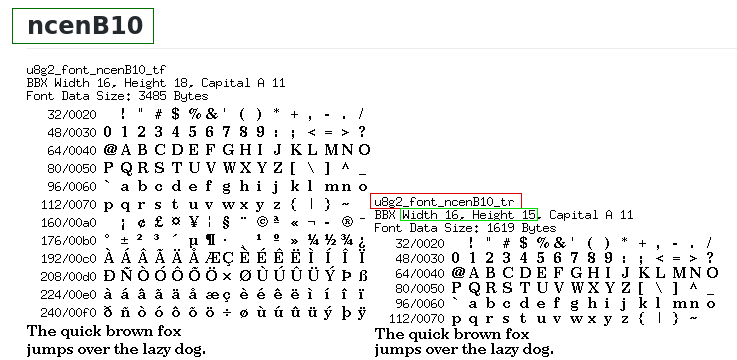 ncenB10
u8g2_font_ncenB10_tf
BBX Width 16, Height 18, Capital A 11
Font Data Size: 3485 Bytes
32/0020 ! " # $ % & ' ( ) * + , - . /
48/0030 0 1 2 3 4 5 6 7 8 9 : ; < = > ?
64/0040 @ A B C D E F G H I J K L M N O
80/0050 P Q R S T U V W X Y Z [ \ ] ^ _
96/0060 ` a b c d e f g h i j k l m n o
112/0070 p q r s t u v w x y z { | } ~
160/00a0 ¡ ¢ £ ¤ ¥ ¦ § ¨ © ª « ¬ - ® ¯
176/00b0 ° ± ² ³ ´ µ ¶ · ¸ ¹ º » ¼ ½ ¾ ¿
192/00c0 À Á Â Ã Ä Å Æ Ç È É Ê Ë Ì Í Î Ï
208/00d0 Ð Ñ Ò Ó Ô Õ Ö × Ø Ù Ú Û Ü Ý Þ ß
224/00e0 à á â ã ä å æ ç è é ê ë ì í î ï
240/00f0 ð ñ ò ó ô õ ö ÷ ø ù ú û ü ý þ ÿ
The quick brown fox
jumps over the lazy dog.
u8g2_font_ncenB10_tr
BBX Width 16, Height 15, Capital A 11
Font Data Size: 1619 Bytes
32/0020 ! " # $ % & ' ( ) * + , - . /
48/0030 0 1 2 3 4 5 6 7 8 9 : ; < = > ?
64/0040 @ A B C D E F G H I J K L M N O
80/0050 P Q R S T U V W X Y Z [ \ ] ^ _
96/0060 ` a b c d e f g h i j k l m n o
112/0070 p q r s t u v w x y z { | } ~
The quick brown fox
jumps over the lazy dog.